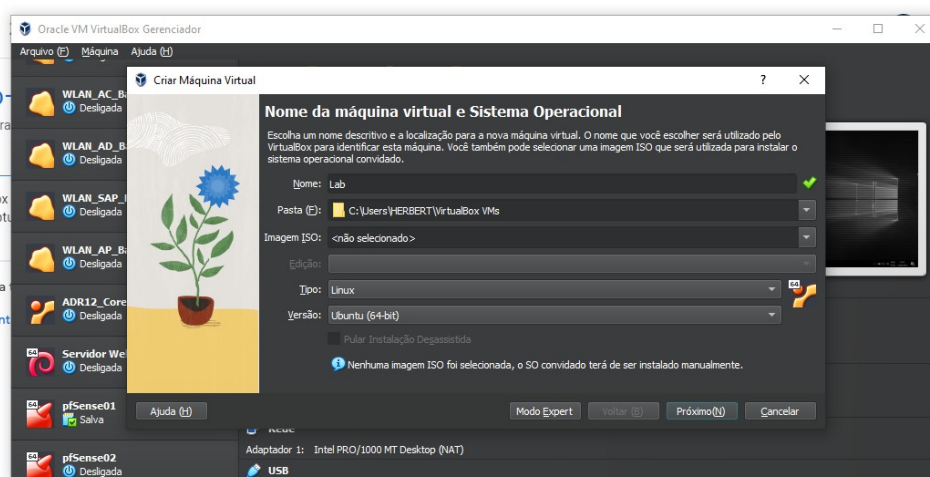 Oracle VM VirtualBox Gerenciador
Arquivo (F) Máquina Ajuda (H)
Criar Máquina Virtual ?
WLAN_AC_B
Desligada
WLAN_AD_B
Desligada
WLAN_SAP_
Desligada
WLAN_AP_Ba
Desligada
ADR12_Core
Desligada
64 Servidor We
Desligada
64 pfSense01
Salva
64 pfSense02
Desligada
Nome da máquina virtual e Sistema Operacional
Escolha um nome descritivo e a localização para a nova máquina virtual. O nome que você escolher será utilizado pelo
VirtualBox para identificar esta máquina. Você também pode selecionar uma imagem ISO que será utilizada para instalar o
sistema operacional convidado.
Nome: Lab
Pasta (F): C:\Users\HERBERT\VirtualBox VMs
Imagem ISO: <não selecionado>
Edição:
Tipo: Linux
64
Versão: Ubuntu (64-bit)
Pular Instalação Desassistida
Nenhuma imagem ISO foi selecionada, o SO convidado terá de ser instalado manualmente.
Ajuda (H) Modo Expert Voltar (B) Próximo(N) Cancelar
Rede
Adaptador 1: Intel PRO/1000 MT Desktop (NAT)
USB